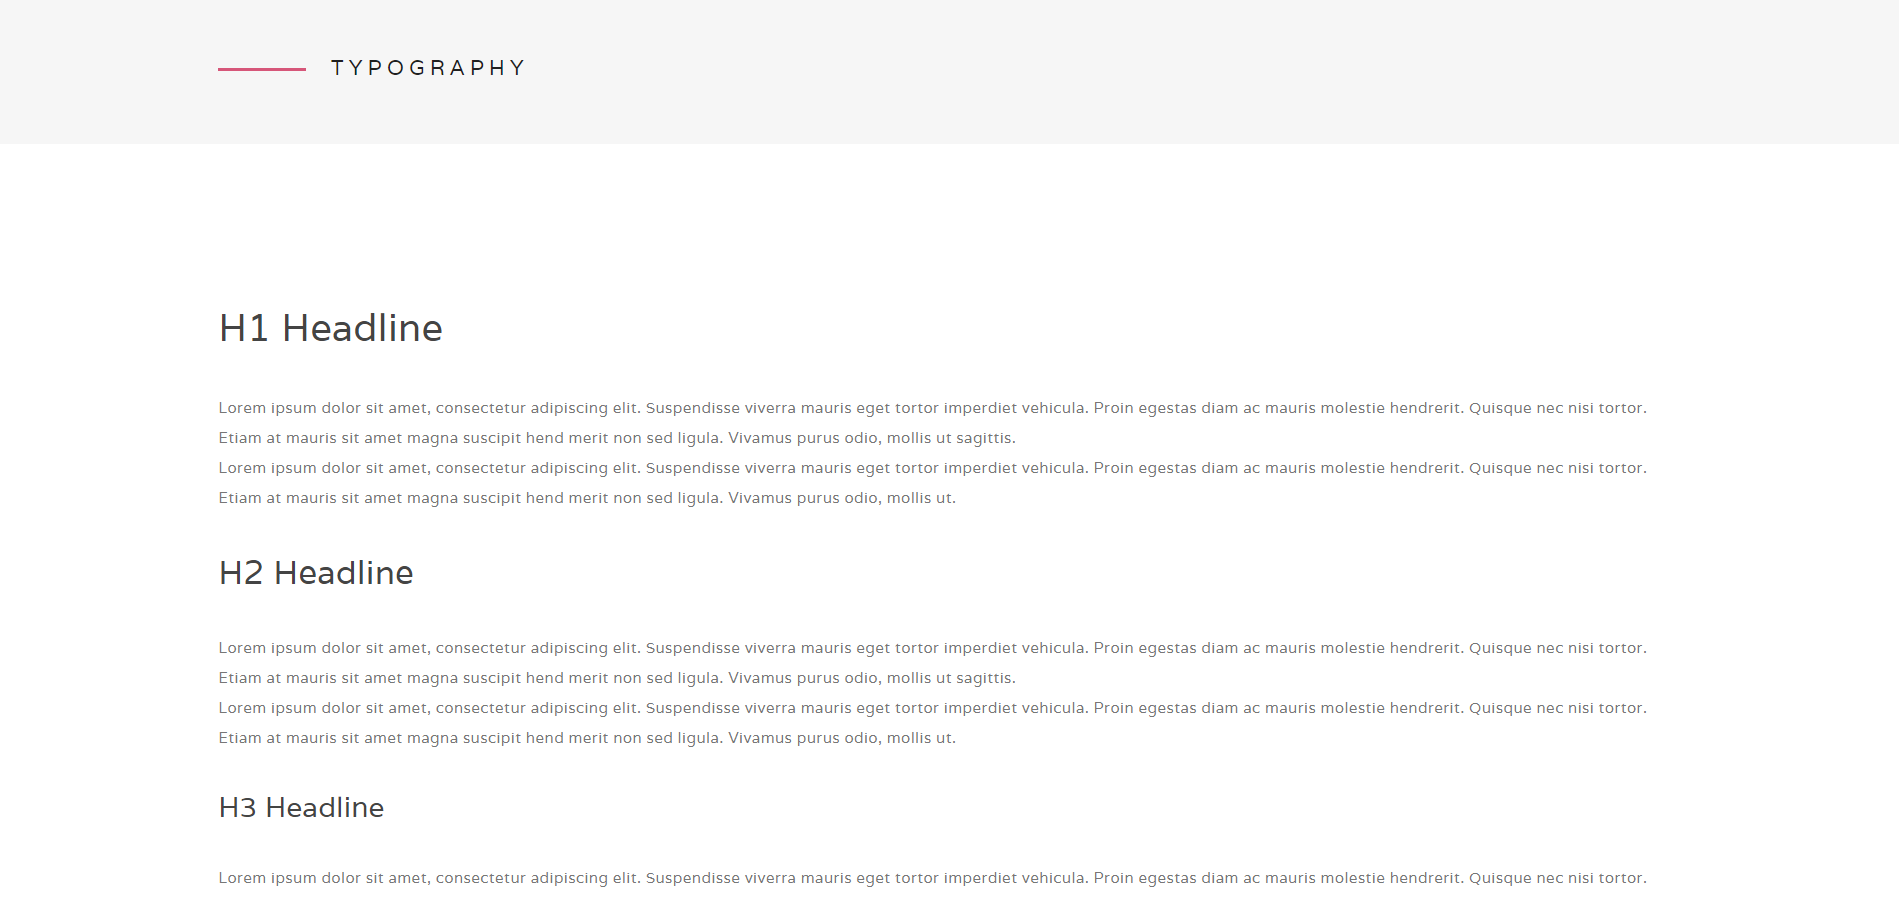 TYPOGRAPHY
H1 Headline
Lorem ipsum dolor sit amet, consectetur adipiscing elit. Suspendisse viverra mauris eget tortor imperdiet vehicula. Proin egestas diam ac mauris molestie hendrerit. Quisque nec nisi tortor.
Etiam at mauris sit amet magna suscipit hend merit non sed ligula. Vivamus purus odio, mollis ut sagittis.
Lorem ipsum dolor sit amet, consectetur adipiscing elit. Suspendisse viverra mauris eget tortor imperdiet vehicula. Proin egestas diam ac mauris molestie hendrerit. Quisque nec nisi tortor.
Etiam at mauris sit amet magna suscipit hend merit non sed ligula. Vivamus purus odio, mollis ut.
H2 Headline
Lorem ipsum dolor sit amet, consectetur adipiscing elit. Suspendisse viverra mauris eget tortor imperdiet vehicula. Proin egestas diam ac mauris molestie hendrerit. Quisque nec nisi tortor.
Etiam at mauris sit amet magna suscipit hend merit non sed ligula. Vivamus purus odio, mollis ut sagittis.
Lorem ipsum dolor sit amet, consectetur adipiscing elit. Suspendisse viverra mauris eget tortor imperdiet vehicula. Proin egestas diam ac mauris molestie hendrerit. Quisque nec nisi tortor.
Etiam at mauris sit amet magna suscipit hend merit non sed ligula. Vivamus purus odio, mollis ut.
H3 Headline
Lorem ipsum dolor sit amet, consectetur adipiscing elit. Suspendisse viverra mauris eget tortor imperdiet vehicula. Proin egestas diam ac mauris molestie hendrerit. Quisque nec nisi tortor.